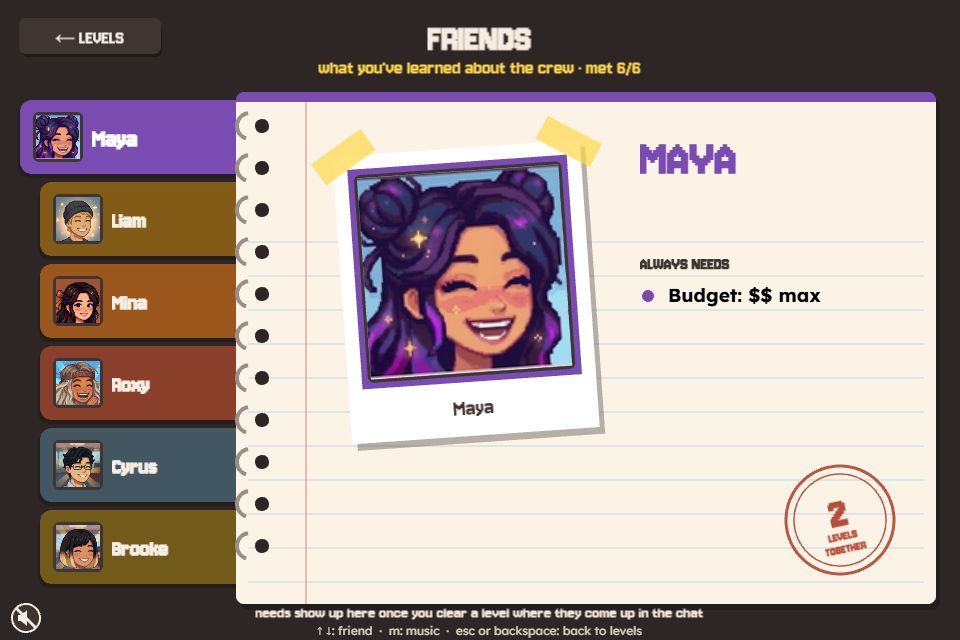 ← LEVELS
FRIENDS
what you've learned about the crew · met 6/6
Maya
Liam
Mina
Roxy
Cyrus
Brooke
Maya
MAYA
ALWAYS NEEDS
Budget: $$ max
2
LEVELS
TOGETHER
needs show up here once you clear a level where they come up in the chat
↑↓: friend · m: music · esc or backspace: back to levels